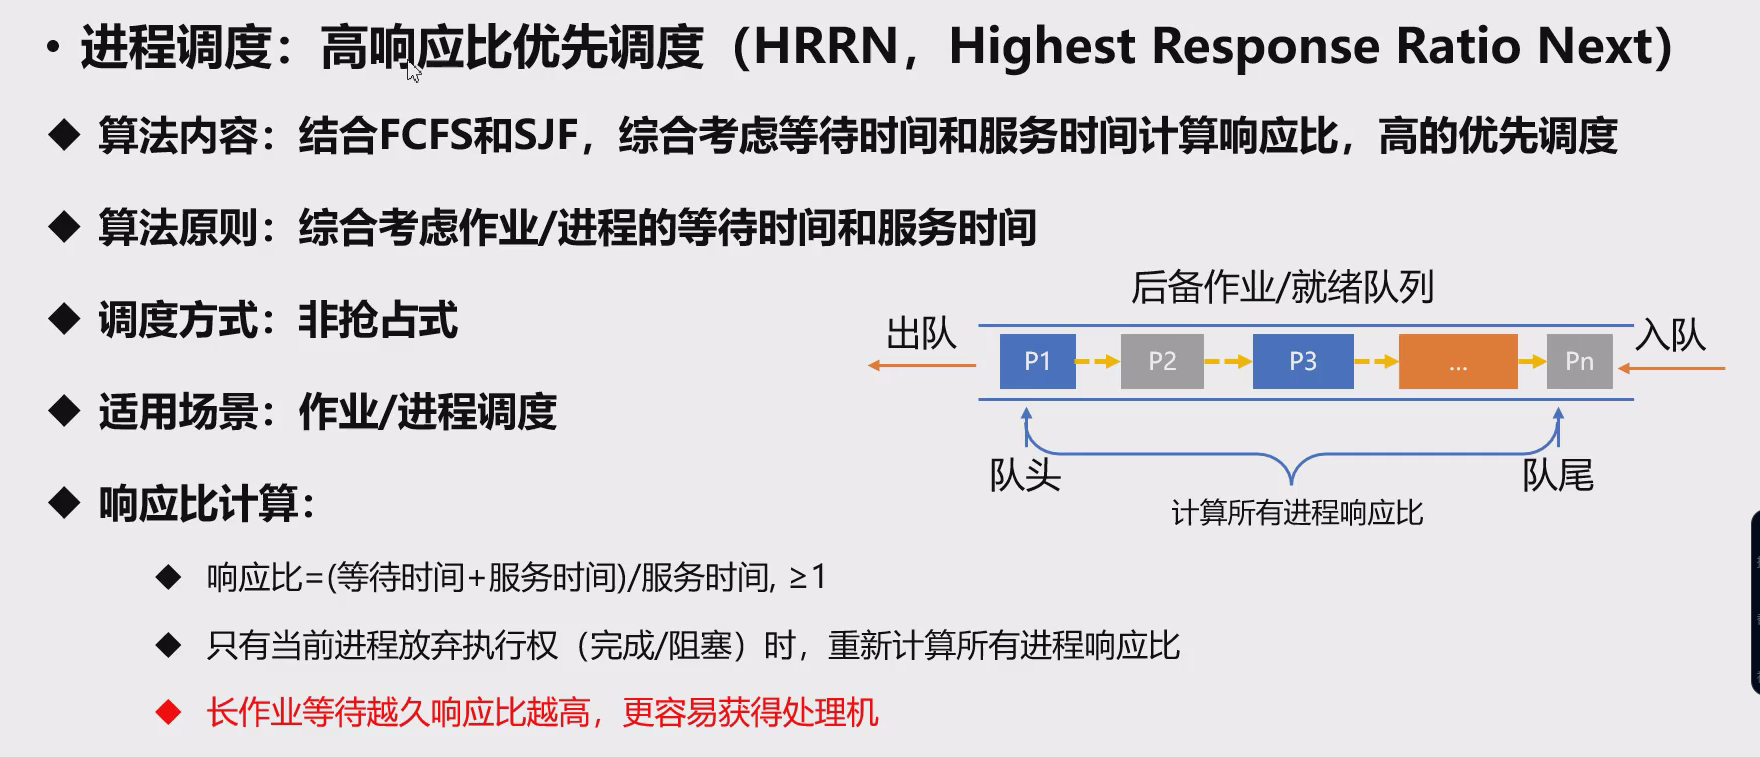 • 进程调度：高响应比优先调度（HRRN，Highest Response Ratio Next）
◆ 算法内容：结合FCFS和SJF，综合考虑等待时间和服务时间计算响应比，高的优先调度
◆ 算法原则：综合考虑作业/进程的等待时间和服务时间
◆ 调度方式：非抢占式
◆ 适用场景：作业/进程调度
◆ 响应比计算：
◆ 响应比=(等待时间+服务时间)/服务时间, ≥1
◆ 只有当前进程放弃执行权（完成/阻塞）时，重新计算所有进程响应比
◆ 长作业等待越久响应比越高，更容易获得处理机
后备作业/就绪队列
出队
P1 P2 P3 ... Pn
入队
队头
队尾
计算所有进程响应比